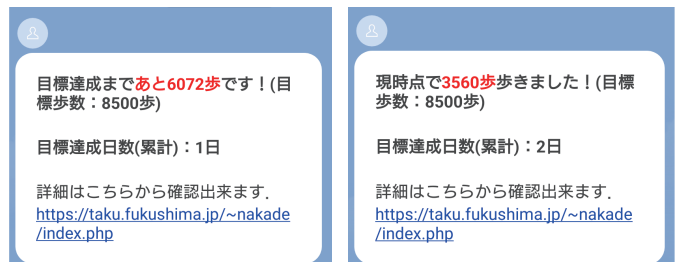 目標達成まであと6072歩です！(目
標歩数：8500歩)
目標達成日数(累計)：1日
詳細はこちらから確認出来ます．
https://taku.fukushima.jp/~nakade
/index.php
現時点で3560歩歩きました！(目標
歩数：8500歩)
目標達成日数(累計)：2日
詳細はこちらから確認出来ます．
https://taku.fukushima.jp/~nakade
/index.php